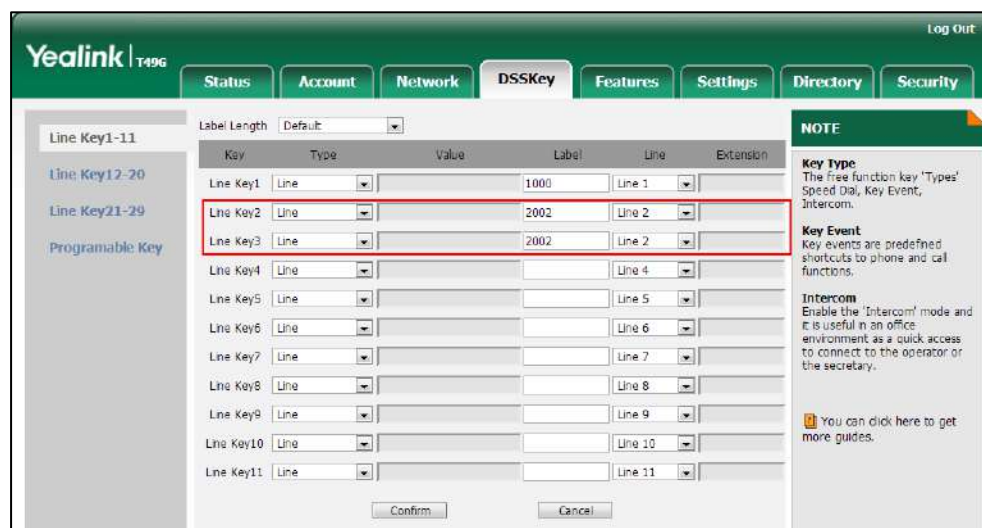 Log Out
Yealink | T49G
Status Account Network DSSKey Features Settings Directory Security
Line Key1-11
Line Key12-20
Line Key21-29
Programable Key
Label Length Default
Key Type Value Label Line Extension
Line Key1 Line 1000 Line 1
Line Key2 Line 2002 Line 2
Line Key3 Line 2002 Line 2
Line Key4 Line Line 4
Line Key5 Line Line 5
Line Key6 Line Line 6
Line Key7 Line Line 7
Line Key8 Line Line 8
Line Key9 Line Line 9
Line Key10 Line Line 10
Line Key11 Line Line 11
Confirm Cancel
NOTE
Key Type
The free function key 'Types'
Speed Dial, Key Event,
Intercom.
Key Event
Key events are predefined
shortcuts to phone and call
functions.
Intercom
Enable the 'Intercom' mode and
it is useful in an office
environment as a quick access
to connect to the operator or
the secretary.
You can click here to get
more guides.